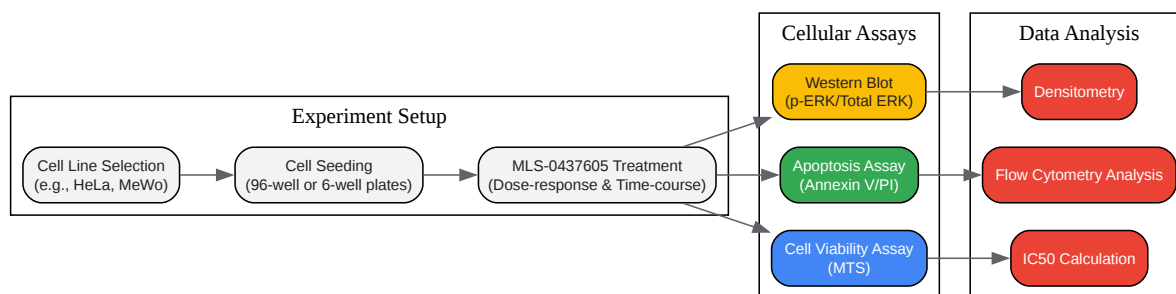 Experiment Setup
Cell Line Selection
(e.g., HeLa, MeWo)
Cell Seeding
(96-well or 6-well plates)
MLS-0437605 Treatment
(Dose-response & Time-course)
Cellular Assays
Western Blot
(p-ERK/Total ERK)
Apoptosis Assay
(Annexin V/PI)
Cell Viability Assay
(MTS)
Data Analysis
Densitometry
Flow Cytometry Analysis
IC50 Calculation